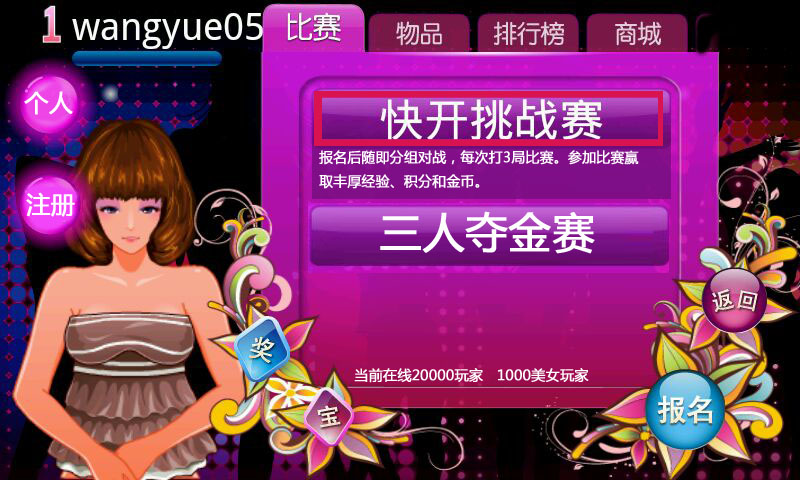 1 wangyue05
比赛
物品
排行榜
商城
个人
注册
快开挑战赛
报名后随即分组对战，每次打3局比赛。参加比赛赢
取丰厚经验、积分和金币。
三人夺金赛
返回
奖
当前在线20000玩家 1000美女玩家
宝
报名